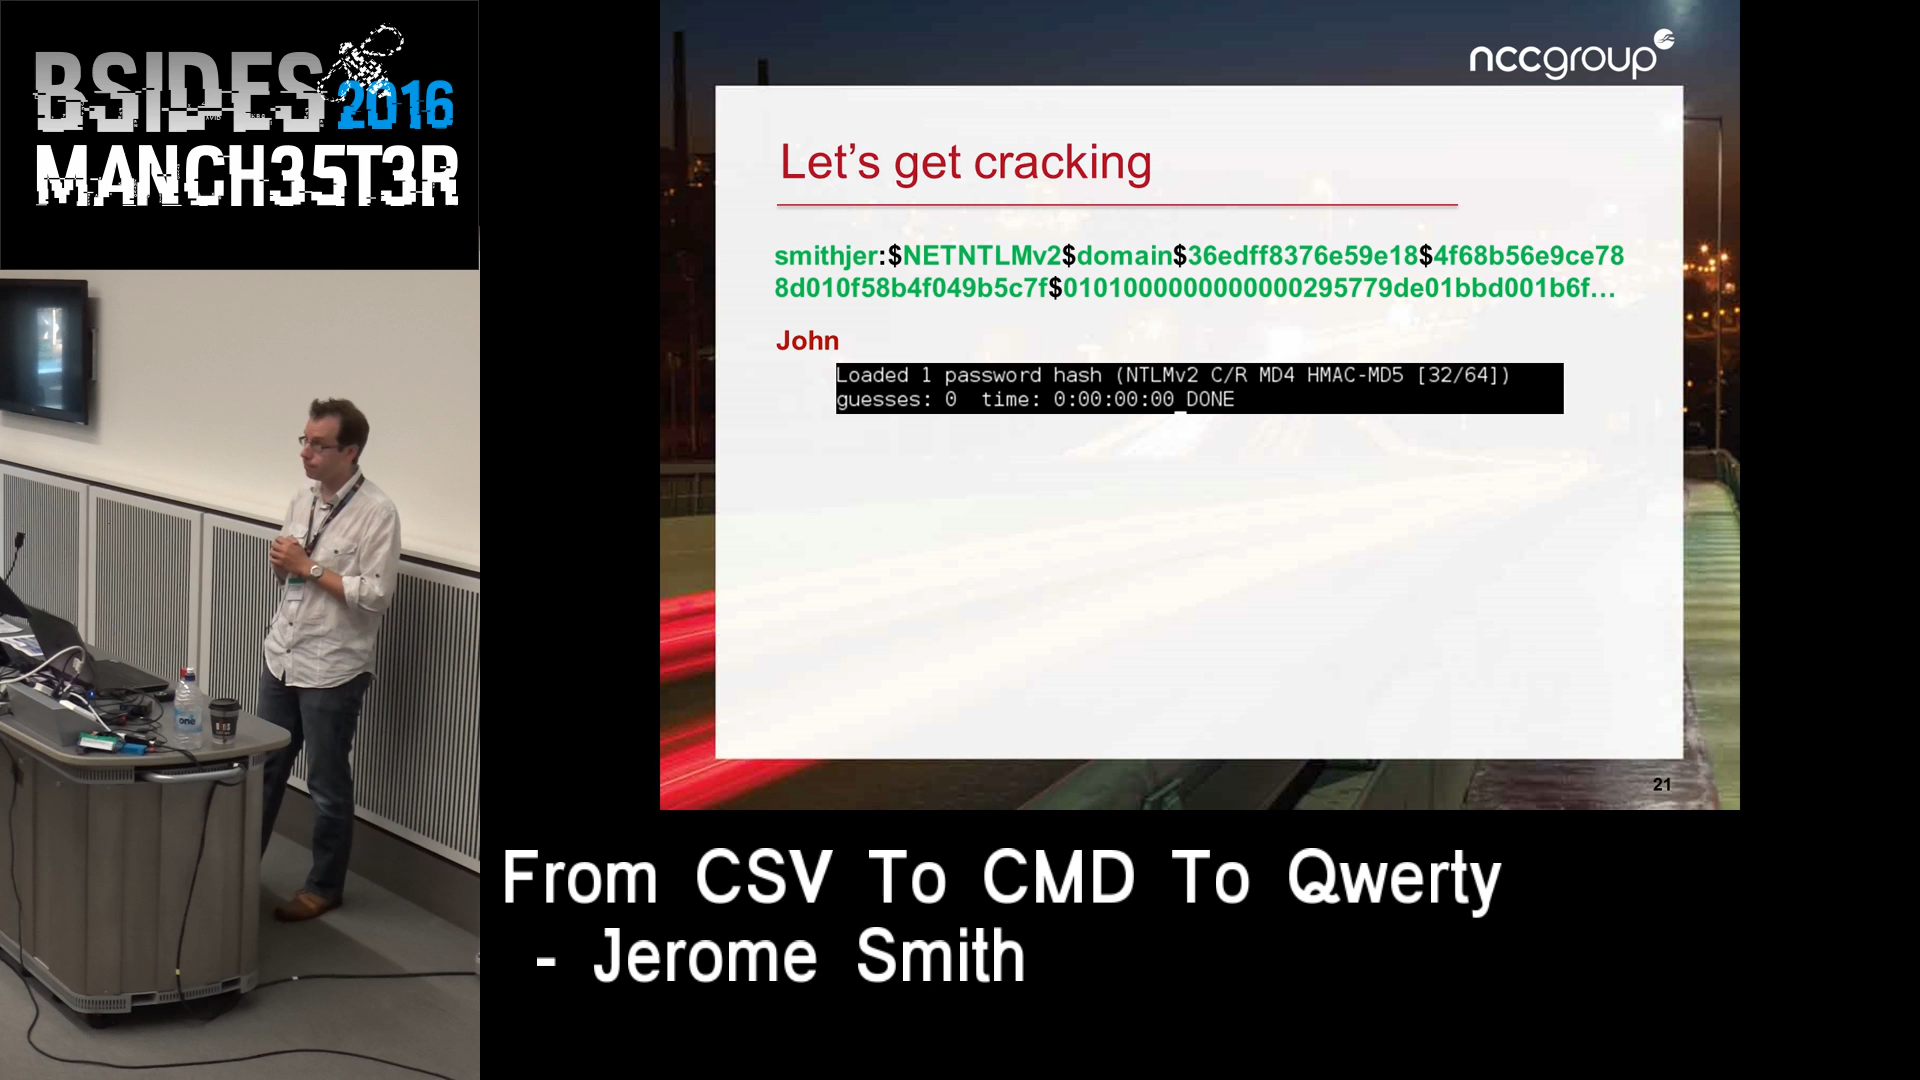 BSIDES 2016
MANCH35T3R
nccgroup
Let's get cracking
smithjer:$NETNTLMv2$domain$36edff8376e59e18$4f68b56e9ce78
8d010f58b4f049b5c7f$0101000000000000295779de01bbd001b6f...
John
Loaded 1 password hash (NTLMv2 C/R MD4 HMAC-MD5 [32/64])
guesses: 0 time: 0:00:00:00 DONE
21
one
From CSV To CMD To Qwerty
- Jerome Smith